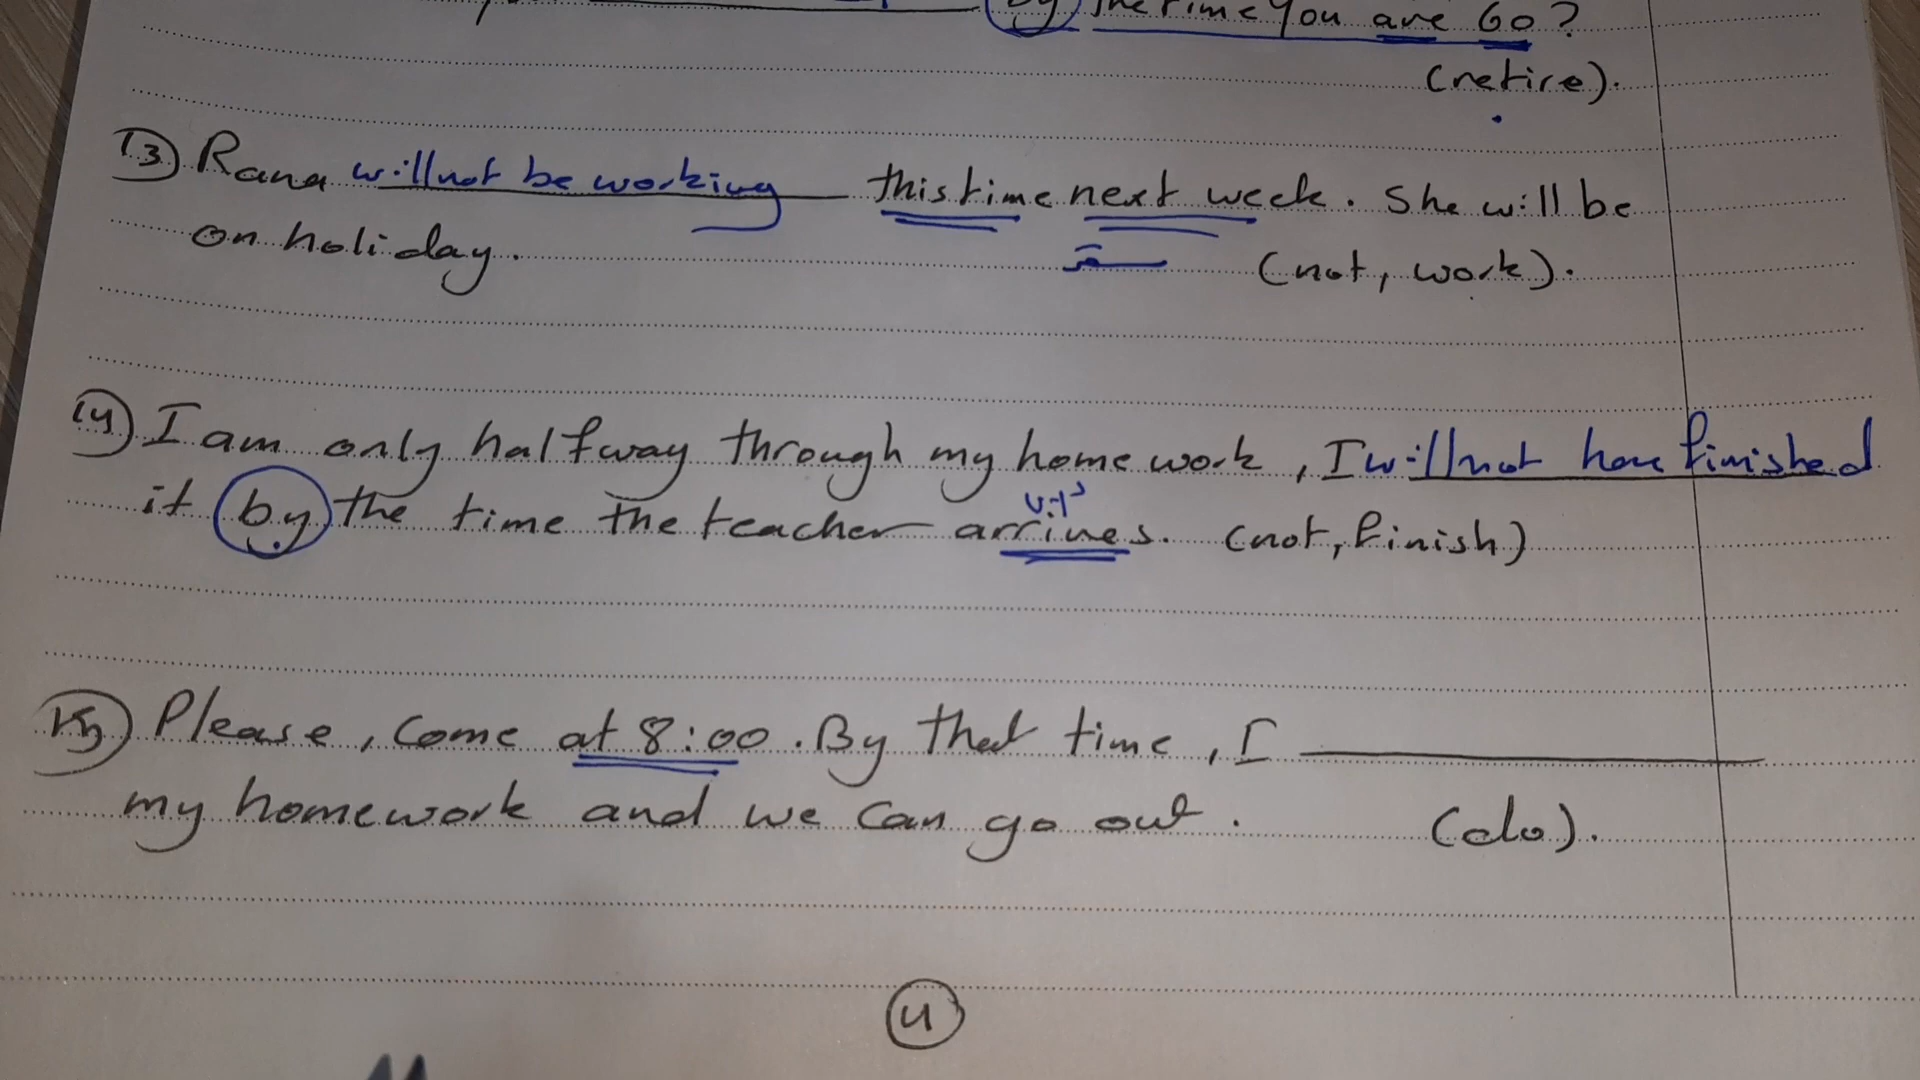 by the time you are 60?
(retire).
13) Rana will not be working this time next week. She will be
on holiday. (not, work).
14) I am only halfway through my homework, I will not have finished
it by the time the teacher arrives. (not, finish)
15) Please, come at 8:00. By that time, I
my homework and we can go out. (do).
4